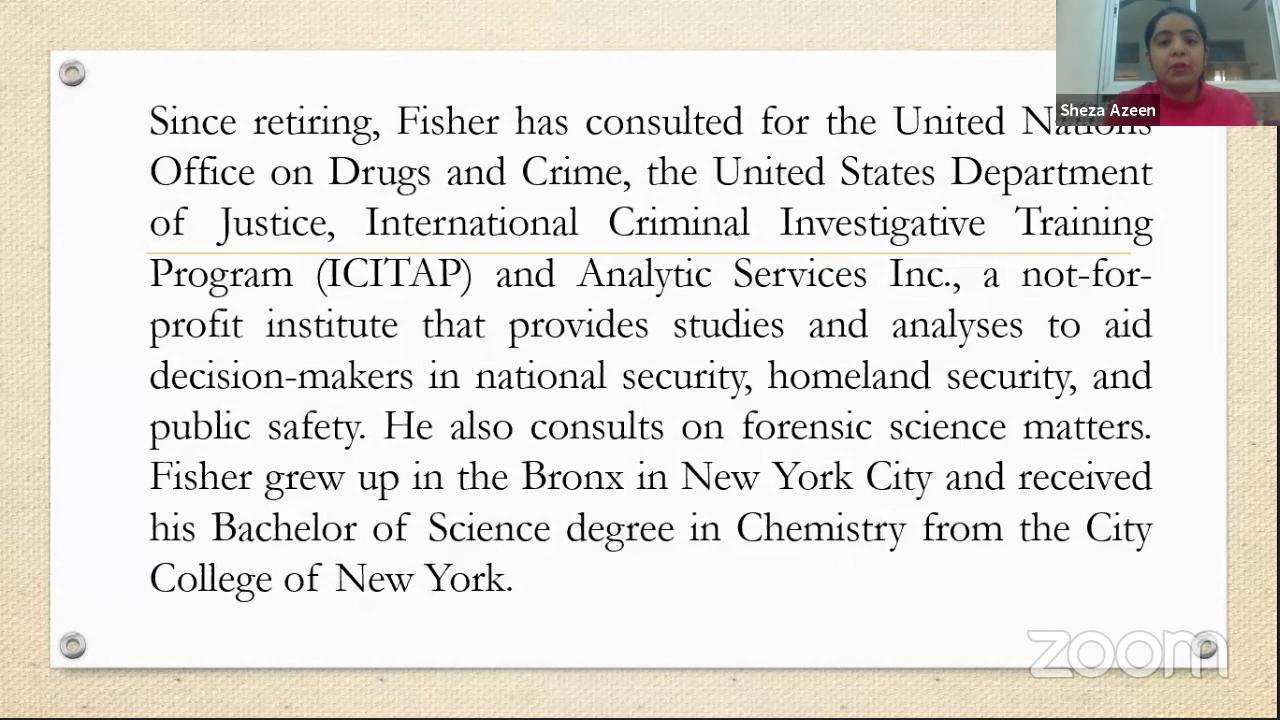 Since retiring, Fisher has consulted for the United Nations
Office on Drugs and Crime, the United States Department
of Justice, International Criminal Investigative Training
Program (ICITAP) and Analytic Services Inc., a not-for-
profit institute that provides studies and analyses to aid
decision-makers in national security, homeland security, and
public safety. He also consults on forensic science matters.
Fisher grew up in the Bronx in New York City and received
his Bachelor of Science degree in Chemistry from the City
College of New York.
Sheza Azeen
zoom